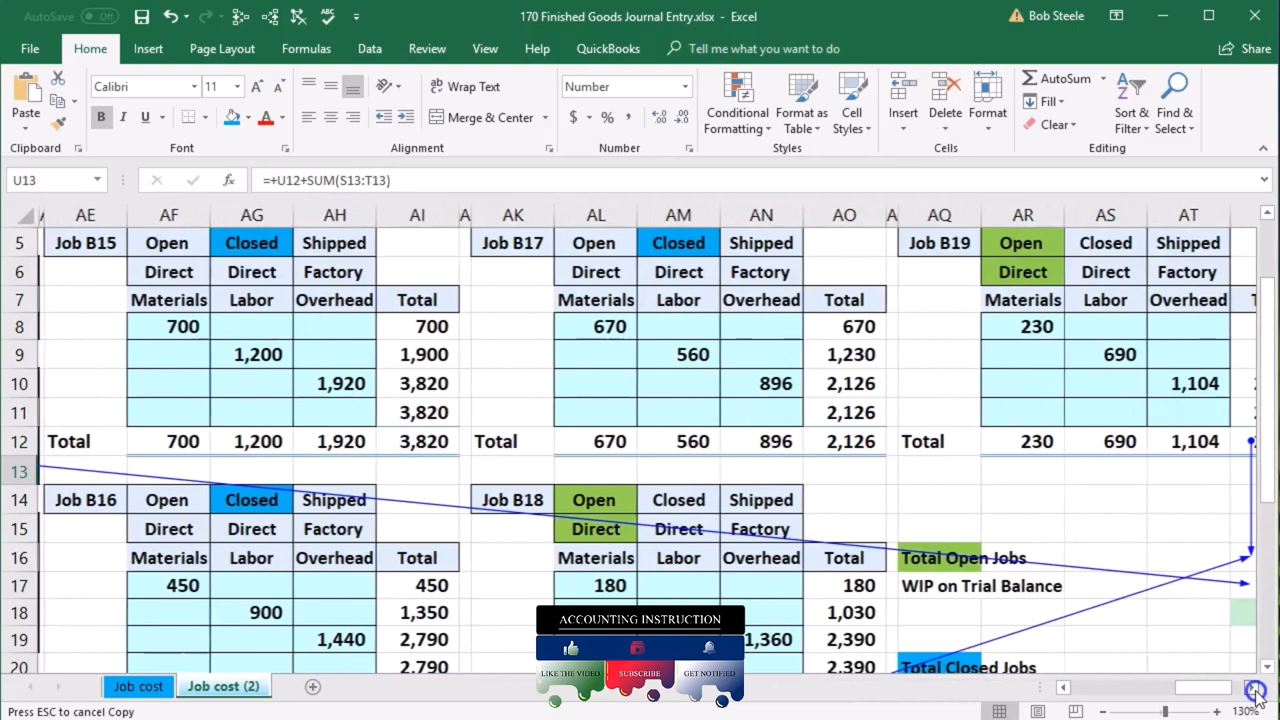 AutoSave Off 170 Finished Goods Journal Entry.xlsx - Excel Bob Steele
File Home Insert Page Layout Formulas Data Review View Help QuickBooks Tell me what you want to do Share
Paste Calibri 11 Wrap Text Number AutoSum
B I U Merge & Center $ % Conditional Formatting Format as Table Cell Styles Insert Delete Format Fill Clear Sort & Filter Find & Select
Clipboard Font Alignment Number Styles Cells Editing
U13 fx =+U12+SUM(S13:T13)
AE AF AG AH AI AK AL AM AN AO AQ AR AS AT
5 Job B15 Open Closed Shipped Job B17 Open Closed Shipped Job B19 Open Closed Shipped
6 Direct Direct Factory Direct Direct Factory Direct Direct Factory
7 Materials Labor Overhead Total Materials Labor Overhead Total Materials Labor Overhead
8 700 700 670 670 230
9 1,200 1,900 560 1,230 690
10 1,920 3,820 896 2,126 1,104
11 3,820 2,126
12 Total 700 1,200 1,920 3,820 Total 670 560 896 2,126 Total 230 690 1,104
13
14 Job B16 Open Closed Shipped Job B18 Open Closed Shipped
15 Direct Direct Factory Direct Direct Factory
16 Materials Labor Overhead Total Materials Labor Overhead Total Total Open Jobs
17 450 450 180 180 WIP on Trial Balance
18 900 1,350 1,030
19 1,440 2,790 1,360 2,390
20 2,790 2,390 Total Closed Jobs
ACCOUNTING INSTRUCTION
LIKE THE VIDEO SUBSCRIBE GET NOTIFIED
Job cost Job cost (2)
Press ESC to cancel Copy 130%